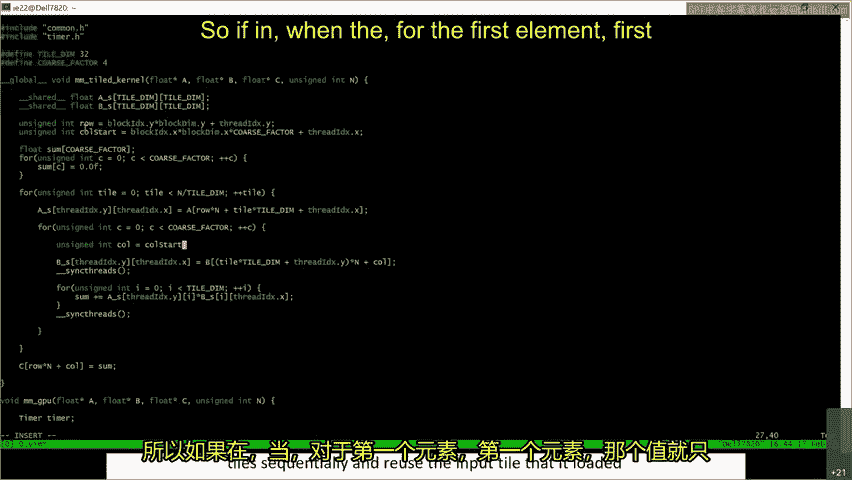 ie22@Dell7820: ~
So if in, when the, for the first element, first
#include "common.h"
#include "timer.h"
#define TILE_DIM 32
#define COARSE_FACTOR 4
__global__ void mm_tiled_kernel(float* A, float* B, float* C, unsigned int N) {
__shared__ float A_s[TILE_DIM][TILE_DIM];
__shared__ float B_s[TILE_DIM][TILE_DIM];
unsigned int row = blockIdx.y*blockDim.y + threadIdx.y;
unsigned int colStart = blockIdx.x*blockDim.x*COARSE_FACTOR + threadIdx.x;
float sum[COARSE_FACTOR];
for(unsigned int c = 0; c < COARSE_FACTOR; ++c) {
sum[c] = 0.0f;
}
for(unsigned int tile = 0; tile < N/TILE_DIM; ++tile) {
A_s[threadIdx.y][threadIdx.x] = A[row*N + tile*TILE_DIM + threadIdx.x];
for(unsigned int c = 0; c < COARSE_FACTOR; ++c) {
unsigned int col = colStart
B_s[threadIdx.y][threadIdx.x] = B[(tile*TILE_DIM + threadIdx.y)*N + col];
__syncthreads();
for(unsigned int i = 0; i < TILE_DIM; ++i) {
sum += A_s[threadIdx.y][i]*B_s[i][threadIdx.x];
}
__syncthreads();
}
}
C[row*N + col] = sum;
}
void mm_gpu(float* A, float* B, float* C, unsigned int N) {
Timer timer;
-- INSERT -- 27,40
所以如果在，当，对于第一个元素，第一个元素，那个值就只
tiles sequentially and reuse the input tile that it loaded
+21